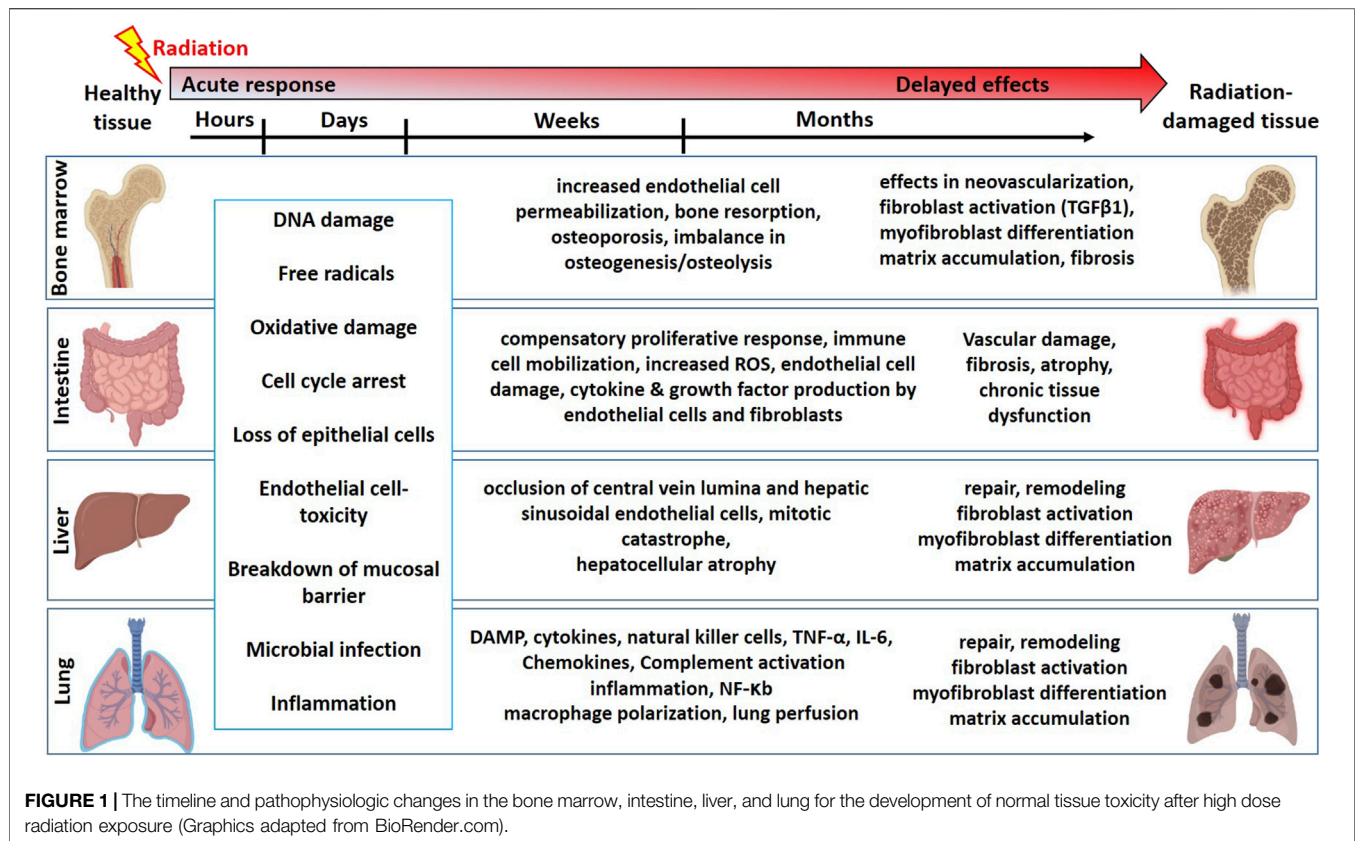 Radiation
Acute response
Delayed effects
Healthy
tissue
Radiation-
damaged tissue
Hours
Days
Weeks
Months
Bone marrow
increased endothelial cell
permeabilization, bone resorption,
osteoporosis, imbalance in
osteogenesis/osteolysis
effects in neovascularization,
fibroblast activation (TGFβ1),
myofibroblast differentiation
matrix accumulation, fibrosis
DNA damage
Free radicals
Oxidative damage
Cell cycle arrest
Loss of epithelial cells
Endothelial cell-
toxicity
Breakdown of mucosal
barrier
Microbial infection
Inflammation
Intestine
compensatory proliferative response, immune
cell mobilization, increased ROS, endothelial cell
damage, cytokine & growth factor production by
endothelial cells and fibroblasts
Vascular damage,
fibrosis, atrophy,
chronic tissue
dysfunction
Liver
occlusion of central vein lumina and hepatic
sinusoidal endothelial cells, mitotic
catastrophe,
hepatocellular atrophy
repair, remodeling
fibroblast activation
myofibroblast differentiation
matrix accumulation
Lung
DAMP, cytokines, natural killer cells, TNF-α, IL-6,
Chemokines, Complement activation
inflammation, NF-Kb
macrophage polarization, lung perfusion
repair, remodeling
fibroblast activation
myofibroblast differentiation
matrix accumulation
FIGURE 1 | The timeline and pathophysiologic changes in the bone marrow, intestine, liver, and lung for the development of normal tissue toxicity after high dose
radiation exposure (Graphics adapted from BioRender.com).